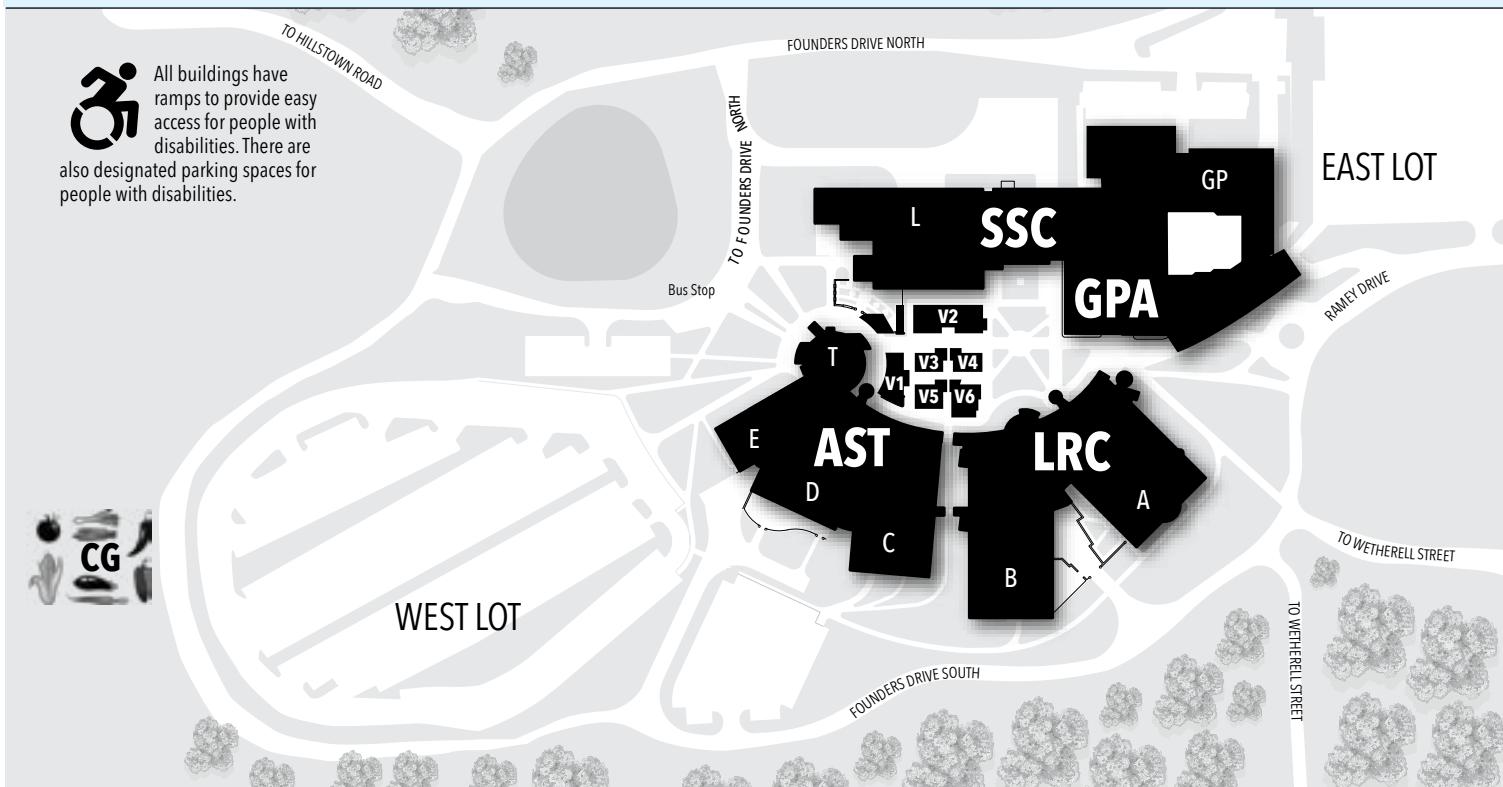 TO HILLSTOWN ROAD
FOUNDERS DRIVE NORTH
All buildings have
ramps to provide easy
access for people with
disabilities. There are
also designated parking spaces for
people with disabilities.
TO FOUNDERS DRIVE NORTH
EAST LOT
GP
L
SSC
Bus Stop
GPA
RAMEY DRIVE
V2
T
V3
V4
V1
V5
V6
E
AST
LRC
D
A
C
B
CG
WEST LOT
TO WETHERELL STREET
TO WETHERELL STREET
FOUNDERS DRIVE SOUTH